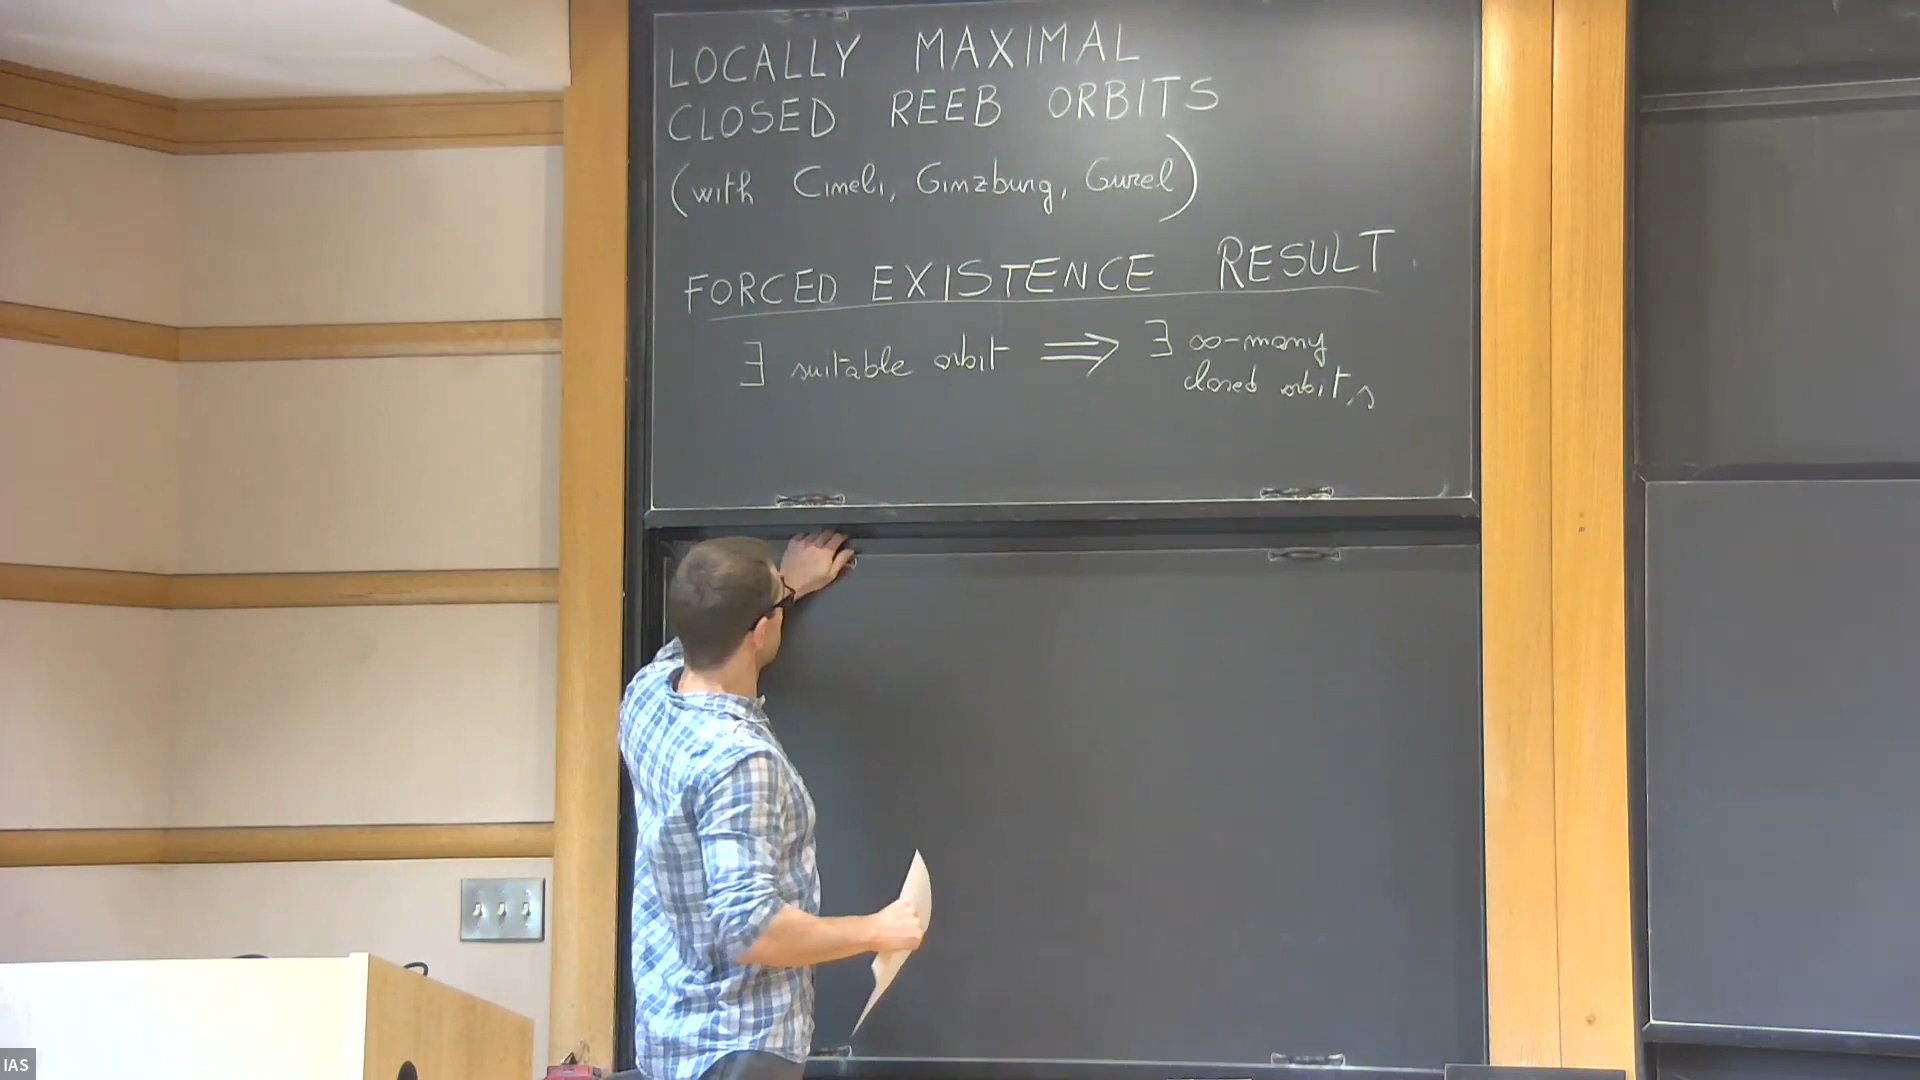 LOCALLY MAXIMAL
CLOSED REEB ORBITS
(with Cineli, Ginzburg, Gurel)
FORCED EXISTENCE RESULT.
∃ suitable orbit ⟹ ∃ ∞-many
closed orbits
IAS